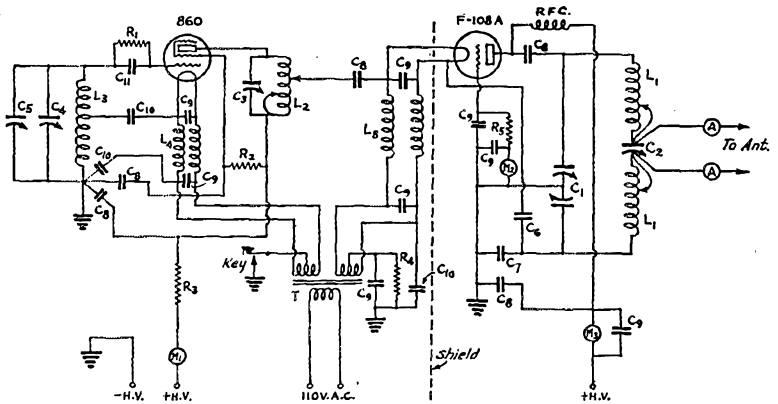 860
F-108A
R.F.C.
R1
C11
C8
C8
C9
L1
C5
C4
L3
C10
C9
C3
L2
L8
C9
R5
C9
M2
C2
A
To Ant.
A
L4
C10
C8
C9
R2
C8
C9
C6
C1
L1
Key
T
C9
R4
C10
C7
C8
R3
M3
C9
M1
Shield
-H.V.
+H.V.
110V.A.C.
+H.V.